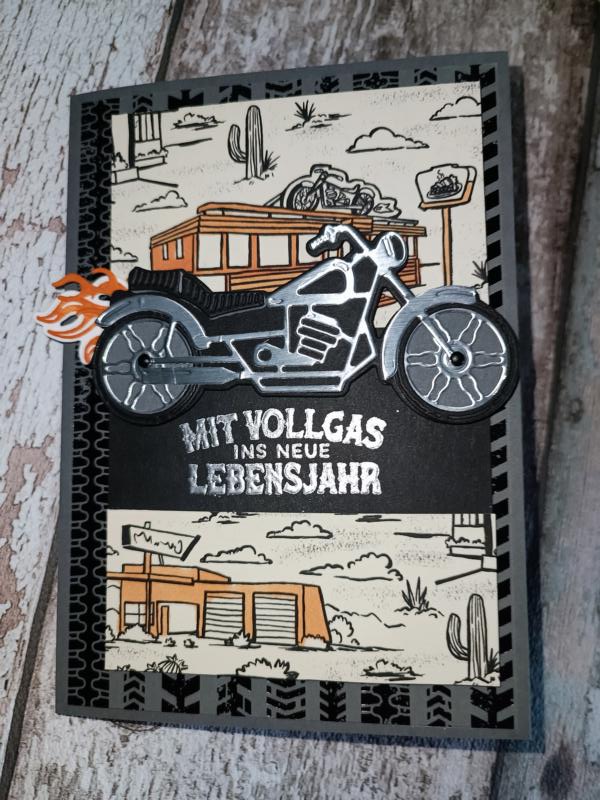 MIT VOLLGAS
INS NEUE
LEBENSJAHR